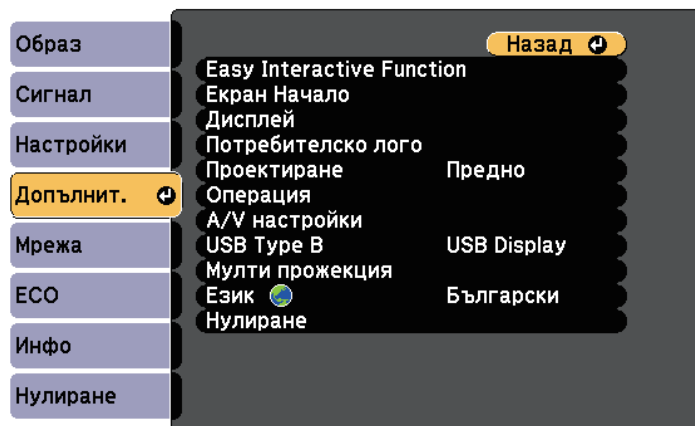 Образ
Сигнал
Настройки
Допълнит.
Мрежа
ECO
Инфо
Нулиране
Назад
Easy Interactive Function
Екран Начало
Дисплей
Потребителско лого
Проектиране Предно
Операция
A/V настройки
USB Type B USB Display
Мулти прожекция
Език Български
Нулиране